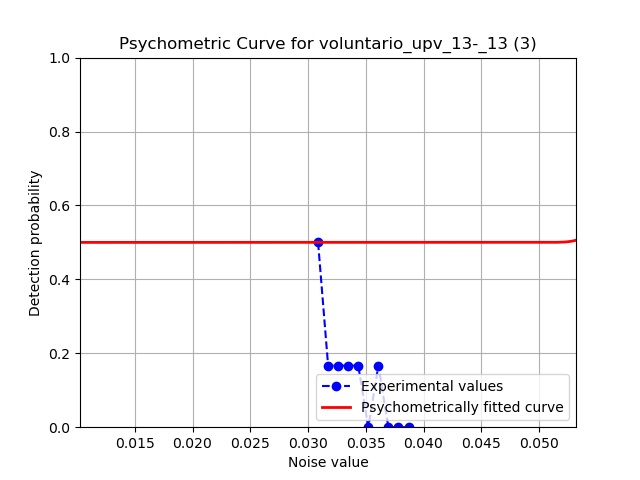 Psychometric Curve for voluntario_upv_13-_13 (3)
1.0
0.8
0.6
0.4
0.2
0.0
Detection probability
Experimental values
Psychometrically fitted curve
0.015 0.020 0.025 0.030 0.035 0.040 0.045 0.050
Noise value